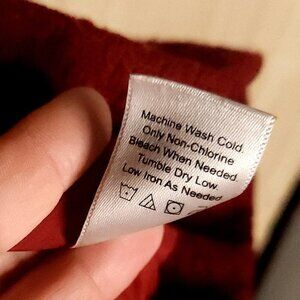 Machine Wash Cold
Only Non-Chlorine
Bleach When Needed
Tumble Dry Low
Low Iron As Needed